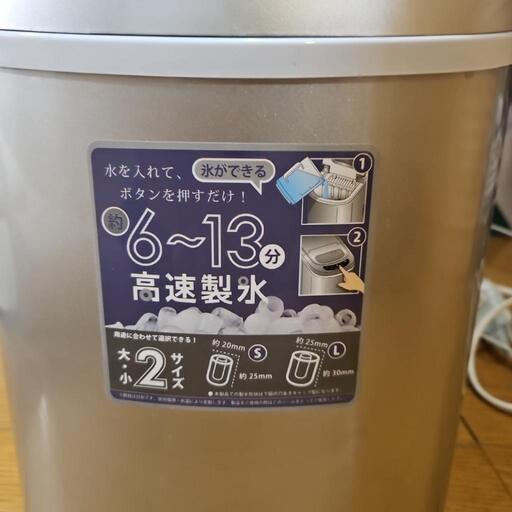 水を入れて、
氷ができる
ボタンを押すだけ！
1
約
6～13分
2
高速製氷
用途に合わせて選択できる！
大・小
2
サイズ
約20mm
S
約25mm
約25mm
L
約30mm